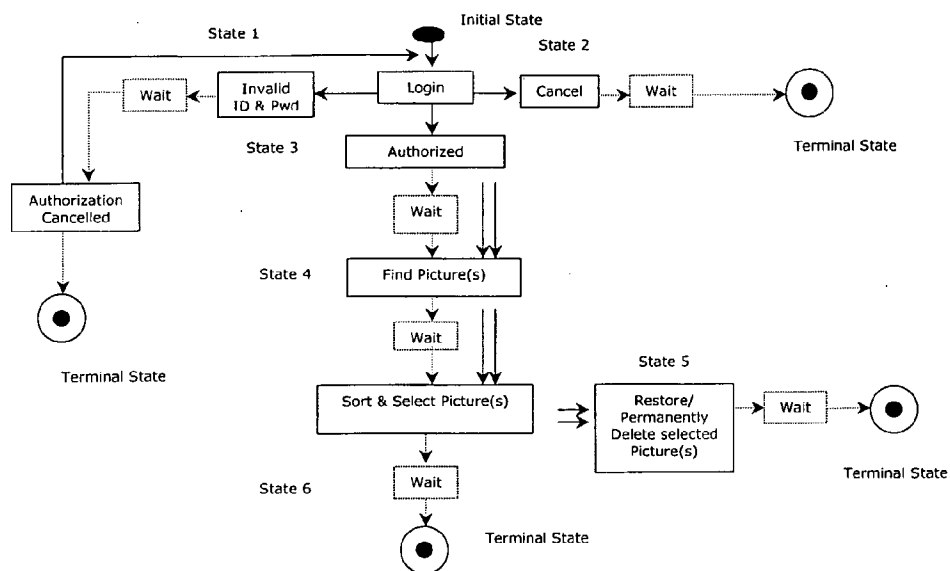 Initial State
State 1
State 2
Wait
Invalid
ID & Pwd
Login
Cancel
Wait
Terminal State
State 3
Authorized
Authorization
Cancelled
Wait
State 4
Find Picture(s)
Wait
Terminal State
State 5
Sort & Select Picture(s)
Restore/
Permanently
Delete selected
Picture(s)
Wait
Terminal State
Wait
State 6
Terminal State